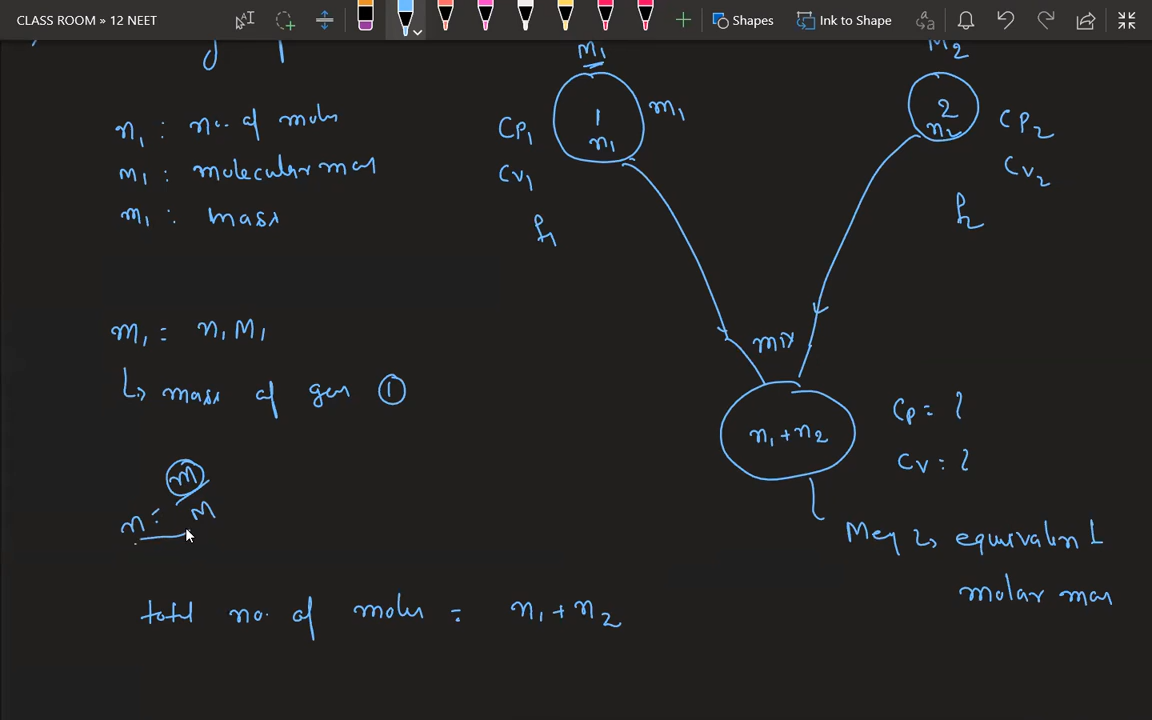 CLASS ROOM » 12 NEET
Shapes
Ink to Shape
M1
M2
n1 : no. of moles
m1 : molecular mass
m1 : mass
1
n1
m1
Cp1
Cv1
f1
2
n2
Cp2
Cv2
f2
m1 = n1 M1
↳ mass of gas ①
mix
n1 + n2
Cp = ?
Cv = ?
n = m/M
Meq → equivalent
molar mass
total no. of moles = n1 + n2